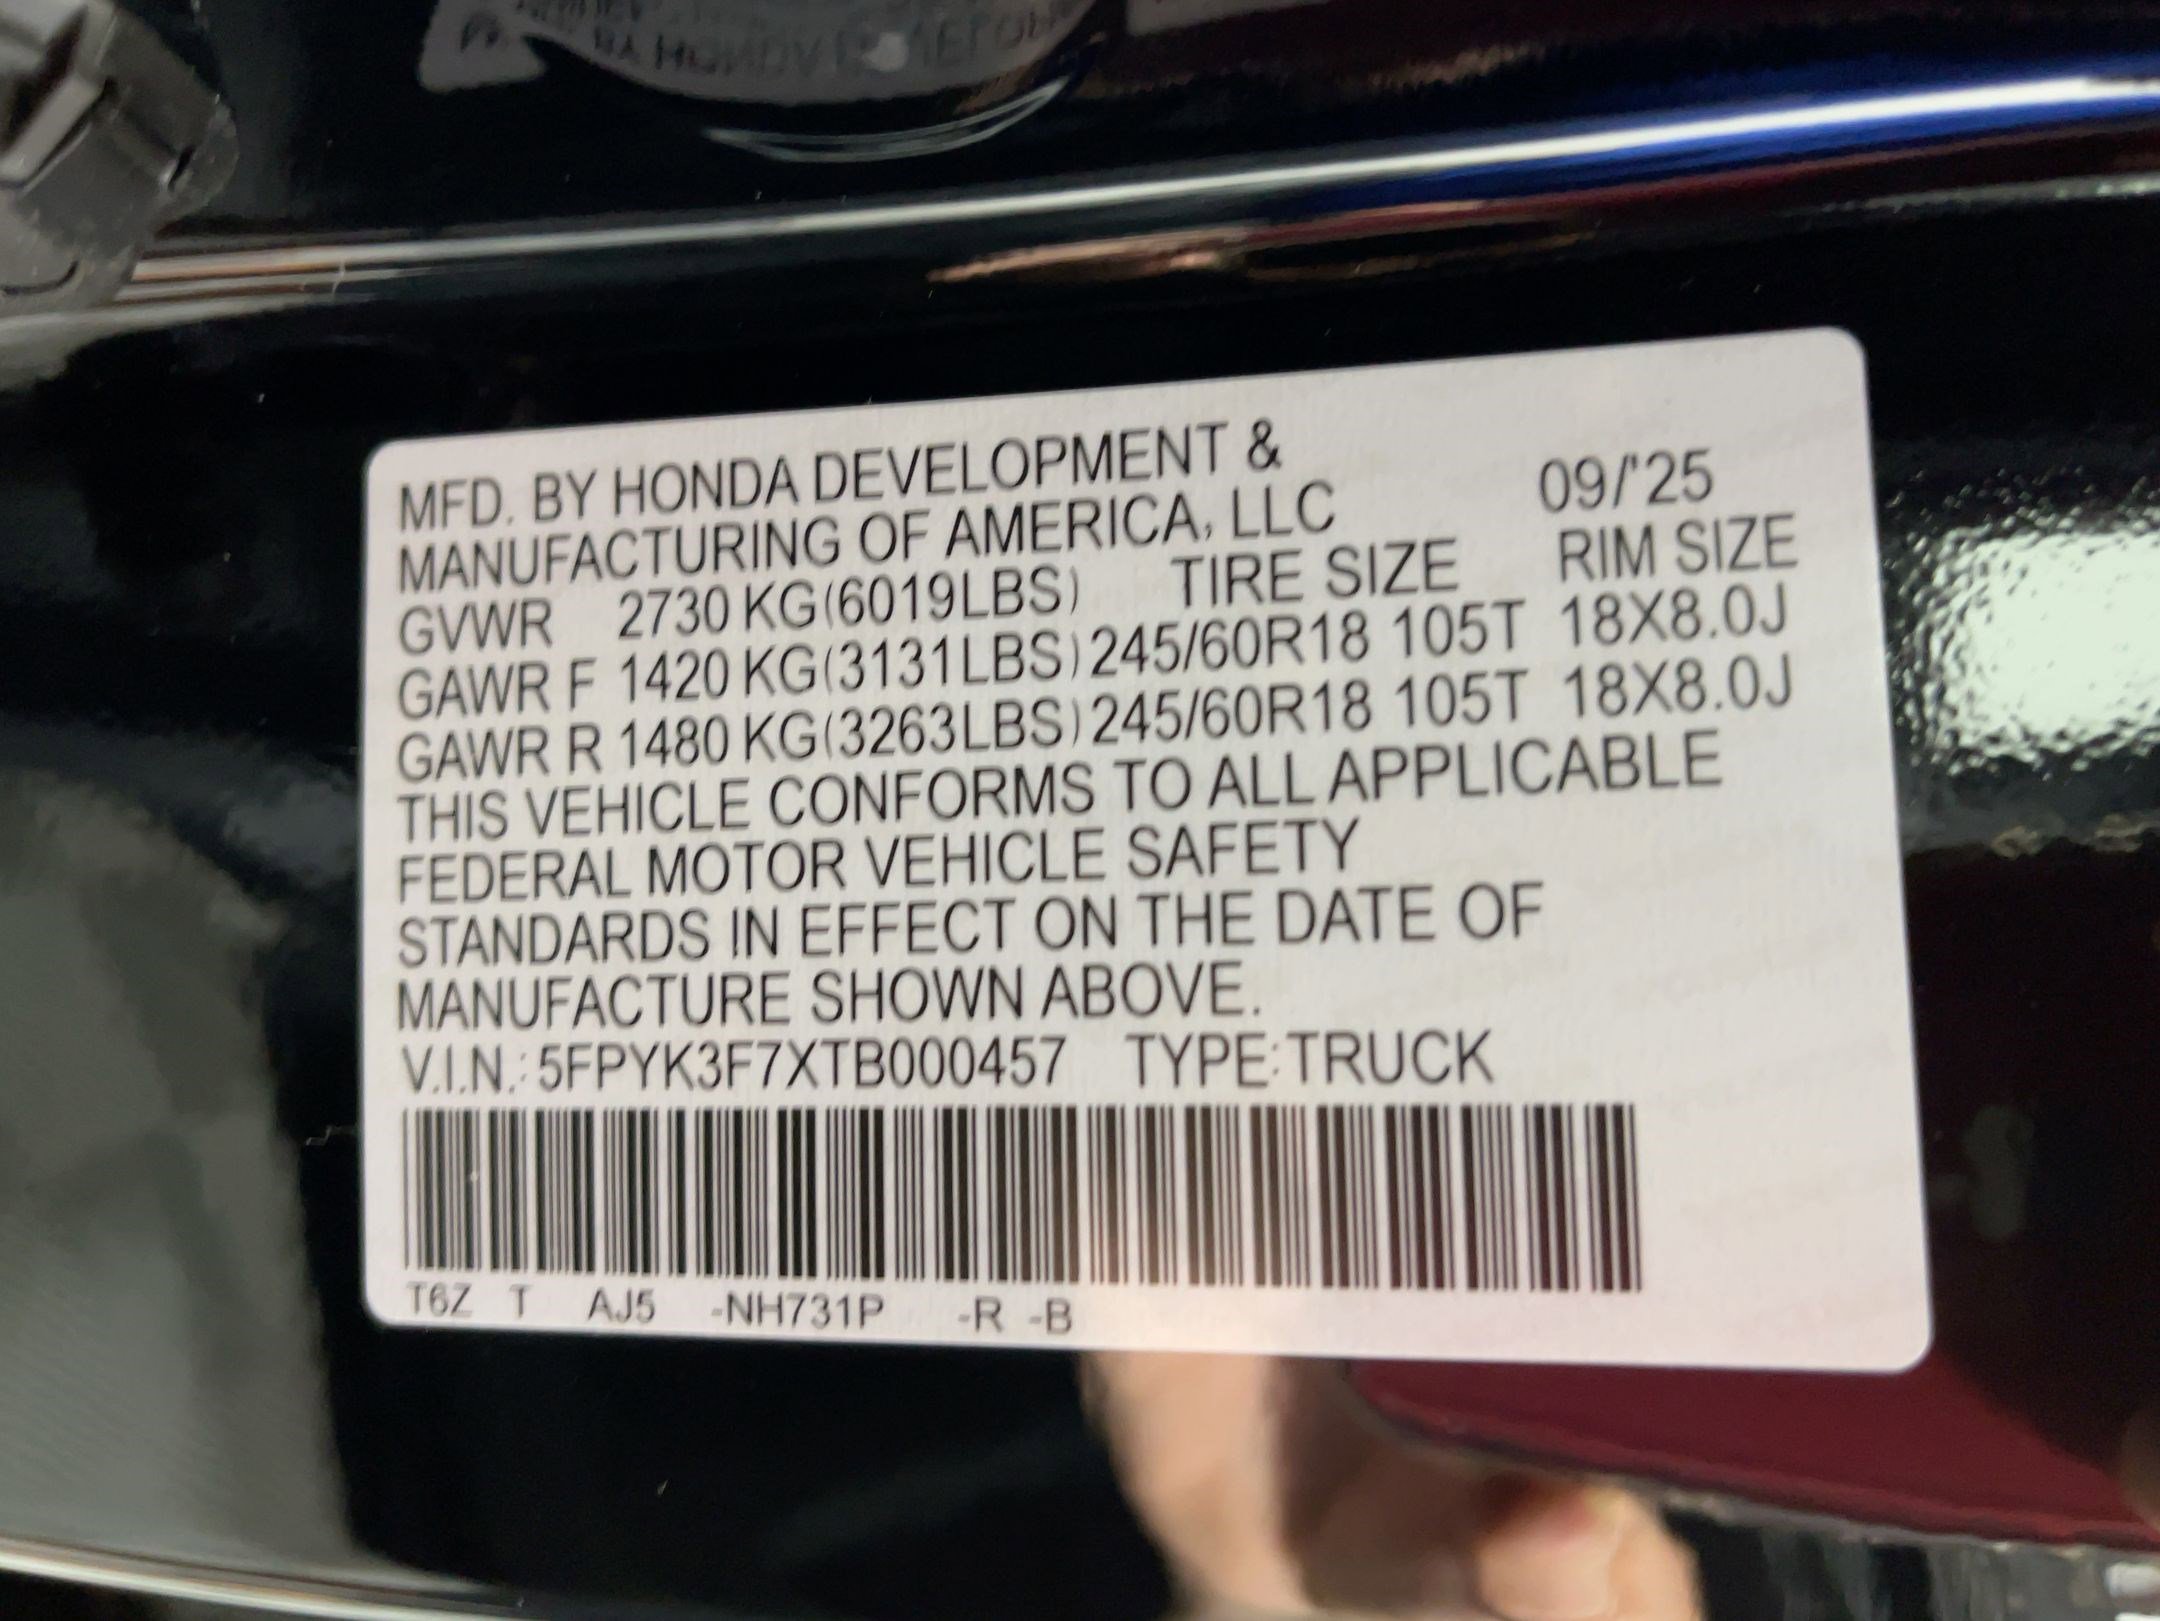 BY HONDA
MFD. BY HONDA DEVELOPMENT &
MANUFACTURING OF AMERICA, LLC 09/'25
GVWR 2730 KG(6019LBS) TIRE SIZE RIM SIZE
GAWR F 1420 KG(3131LBS) 245/60R18 105T 18X8.0J
GAWR R 1480 KG(3263LBS) 245/60R18 105T 18X8.0J
THIS VEHICLE CONFORMS TO ALL APPLICABLE
FEDERAL MOTOR VEHICLE SAFETY
STANDARDS IN EFFECT ON THE DATE OF
MANUFACTURE SHOWN ABOVE.
V.I.N.: 5FPYK3F7XTB000457 TYPE:TRUCK
T6Z T AJ5 -NH731P -R -B